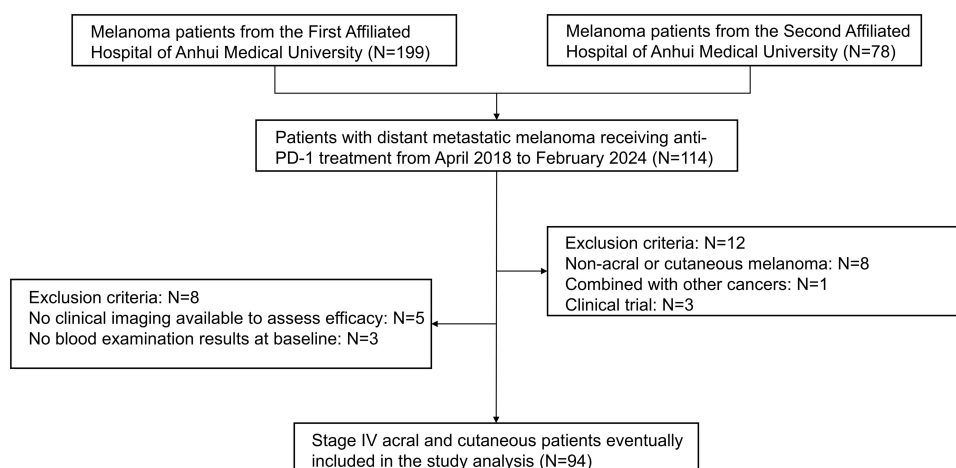 Melanoma patients from the First Affiliated
Hospital of Anhui Medical University (N=199)
Melanoma patients from the Second Affiliated
Hospital of Anhui Medical University (N=78)
Patients with distant metastatic melanoma receiving anti-
PD-1 treatment from April 2018 to February 2024 (N=114)
Exclusion criteria: N=12
Non-acral or cutaneous melanoma: N=8
Combined with other cancers: N=1
Clinical trial: N=3
Exclusion criteria: N=8
No clinical imaging available to assess efficacy: N=5
No blood examination results at baseline: N=3
Stage IV acral and cutaneous patients eventually
included in the study analysis (N=94)